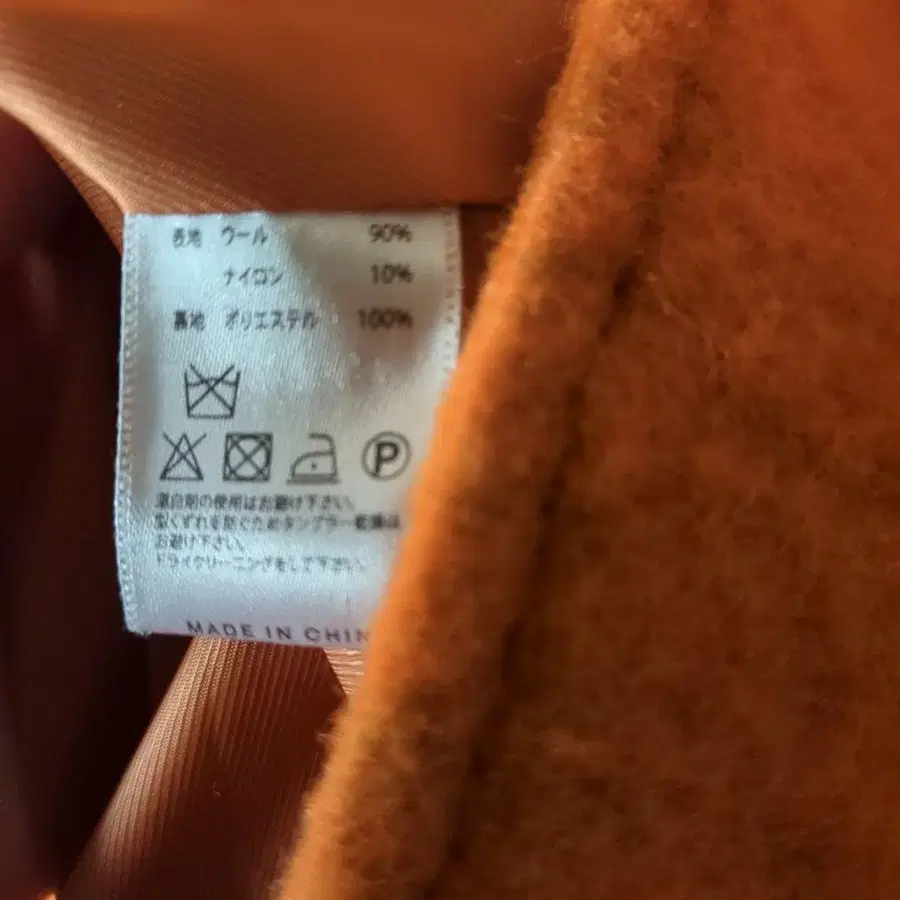 表地 ウール 90%
ナイロン 10%
裏地 ポリエステル 100%
P
漂白剤の使用はお避け下さい。
型くずれを防ぐためタンブラー乾燥は
お避け下さい。
ドライクリーニングをして下さい。
MADE IN CHIN